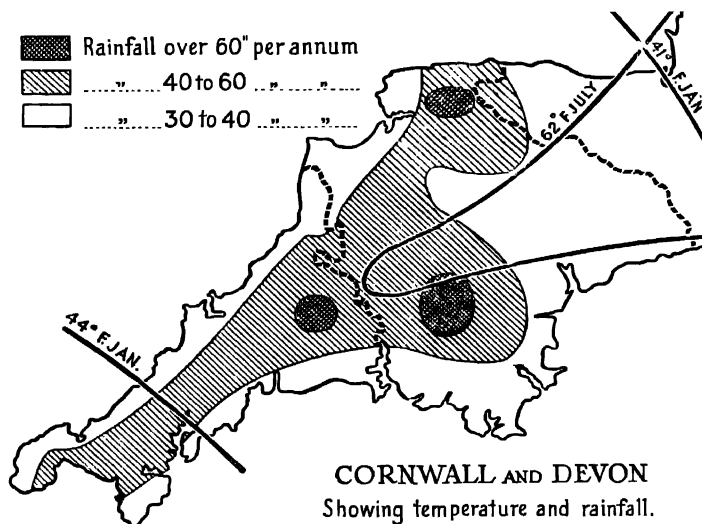 Rainfall over 60" per annum
„ 40 to 60 „ „
„ 30 to 40 „ „
62° F. JULY
41° F. JAN
44° F. JAN.
CORNWALL AND DEVON
Showing temperature and rainfall.